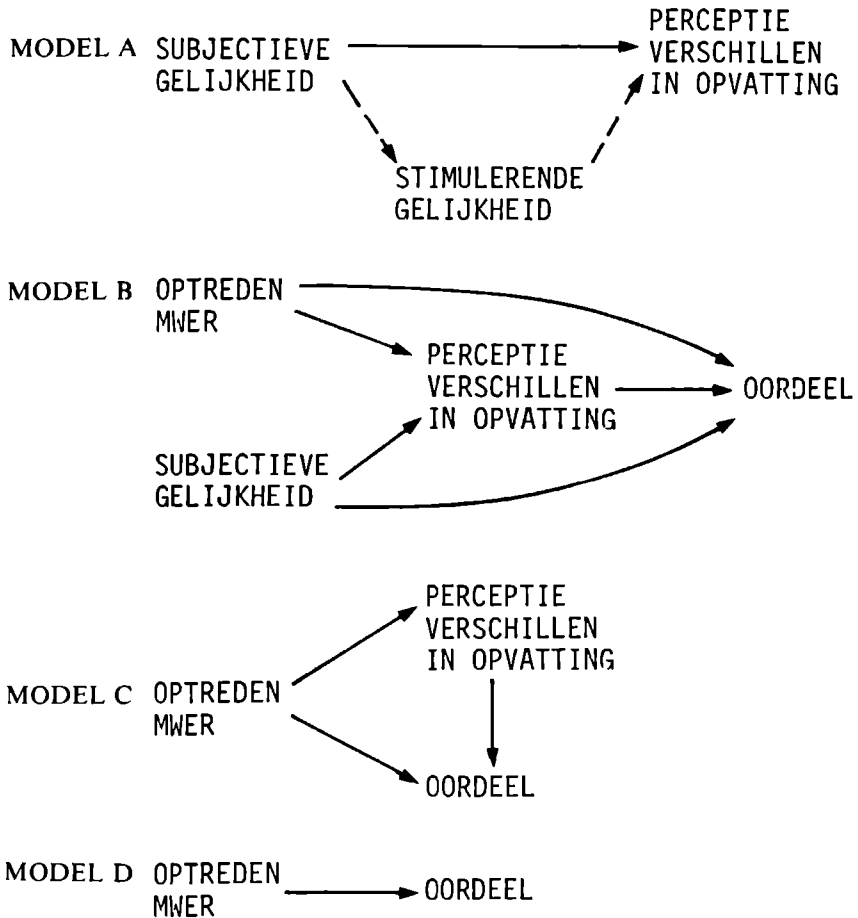 MODEL A SUBJECTIEVE
GELIJKHEID
PERCEPTIE
VERSCHILLEN
IN OPVATTING
STIMULERENDE
GELIJKHEID
MODEL B OPTREDEN
MWER
PERCEPTIE
VERSCHILLEN
IN OPVATTING
OORDEEL
SUBJECTIEVE
GELIJKHEID
PERCEPTIE
VERSCHILLEN
IN OPVATTING
MODEL C OPTREDEN
MWER
OORDEEL
MODEL D OPTREDEN
MWER
OORDEEL